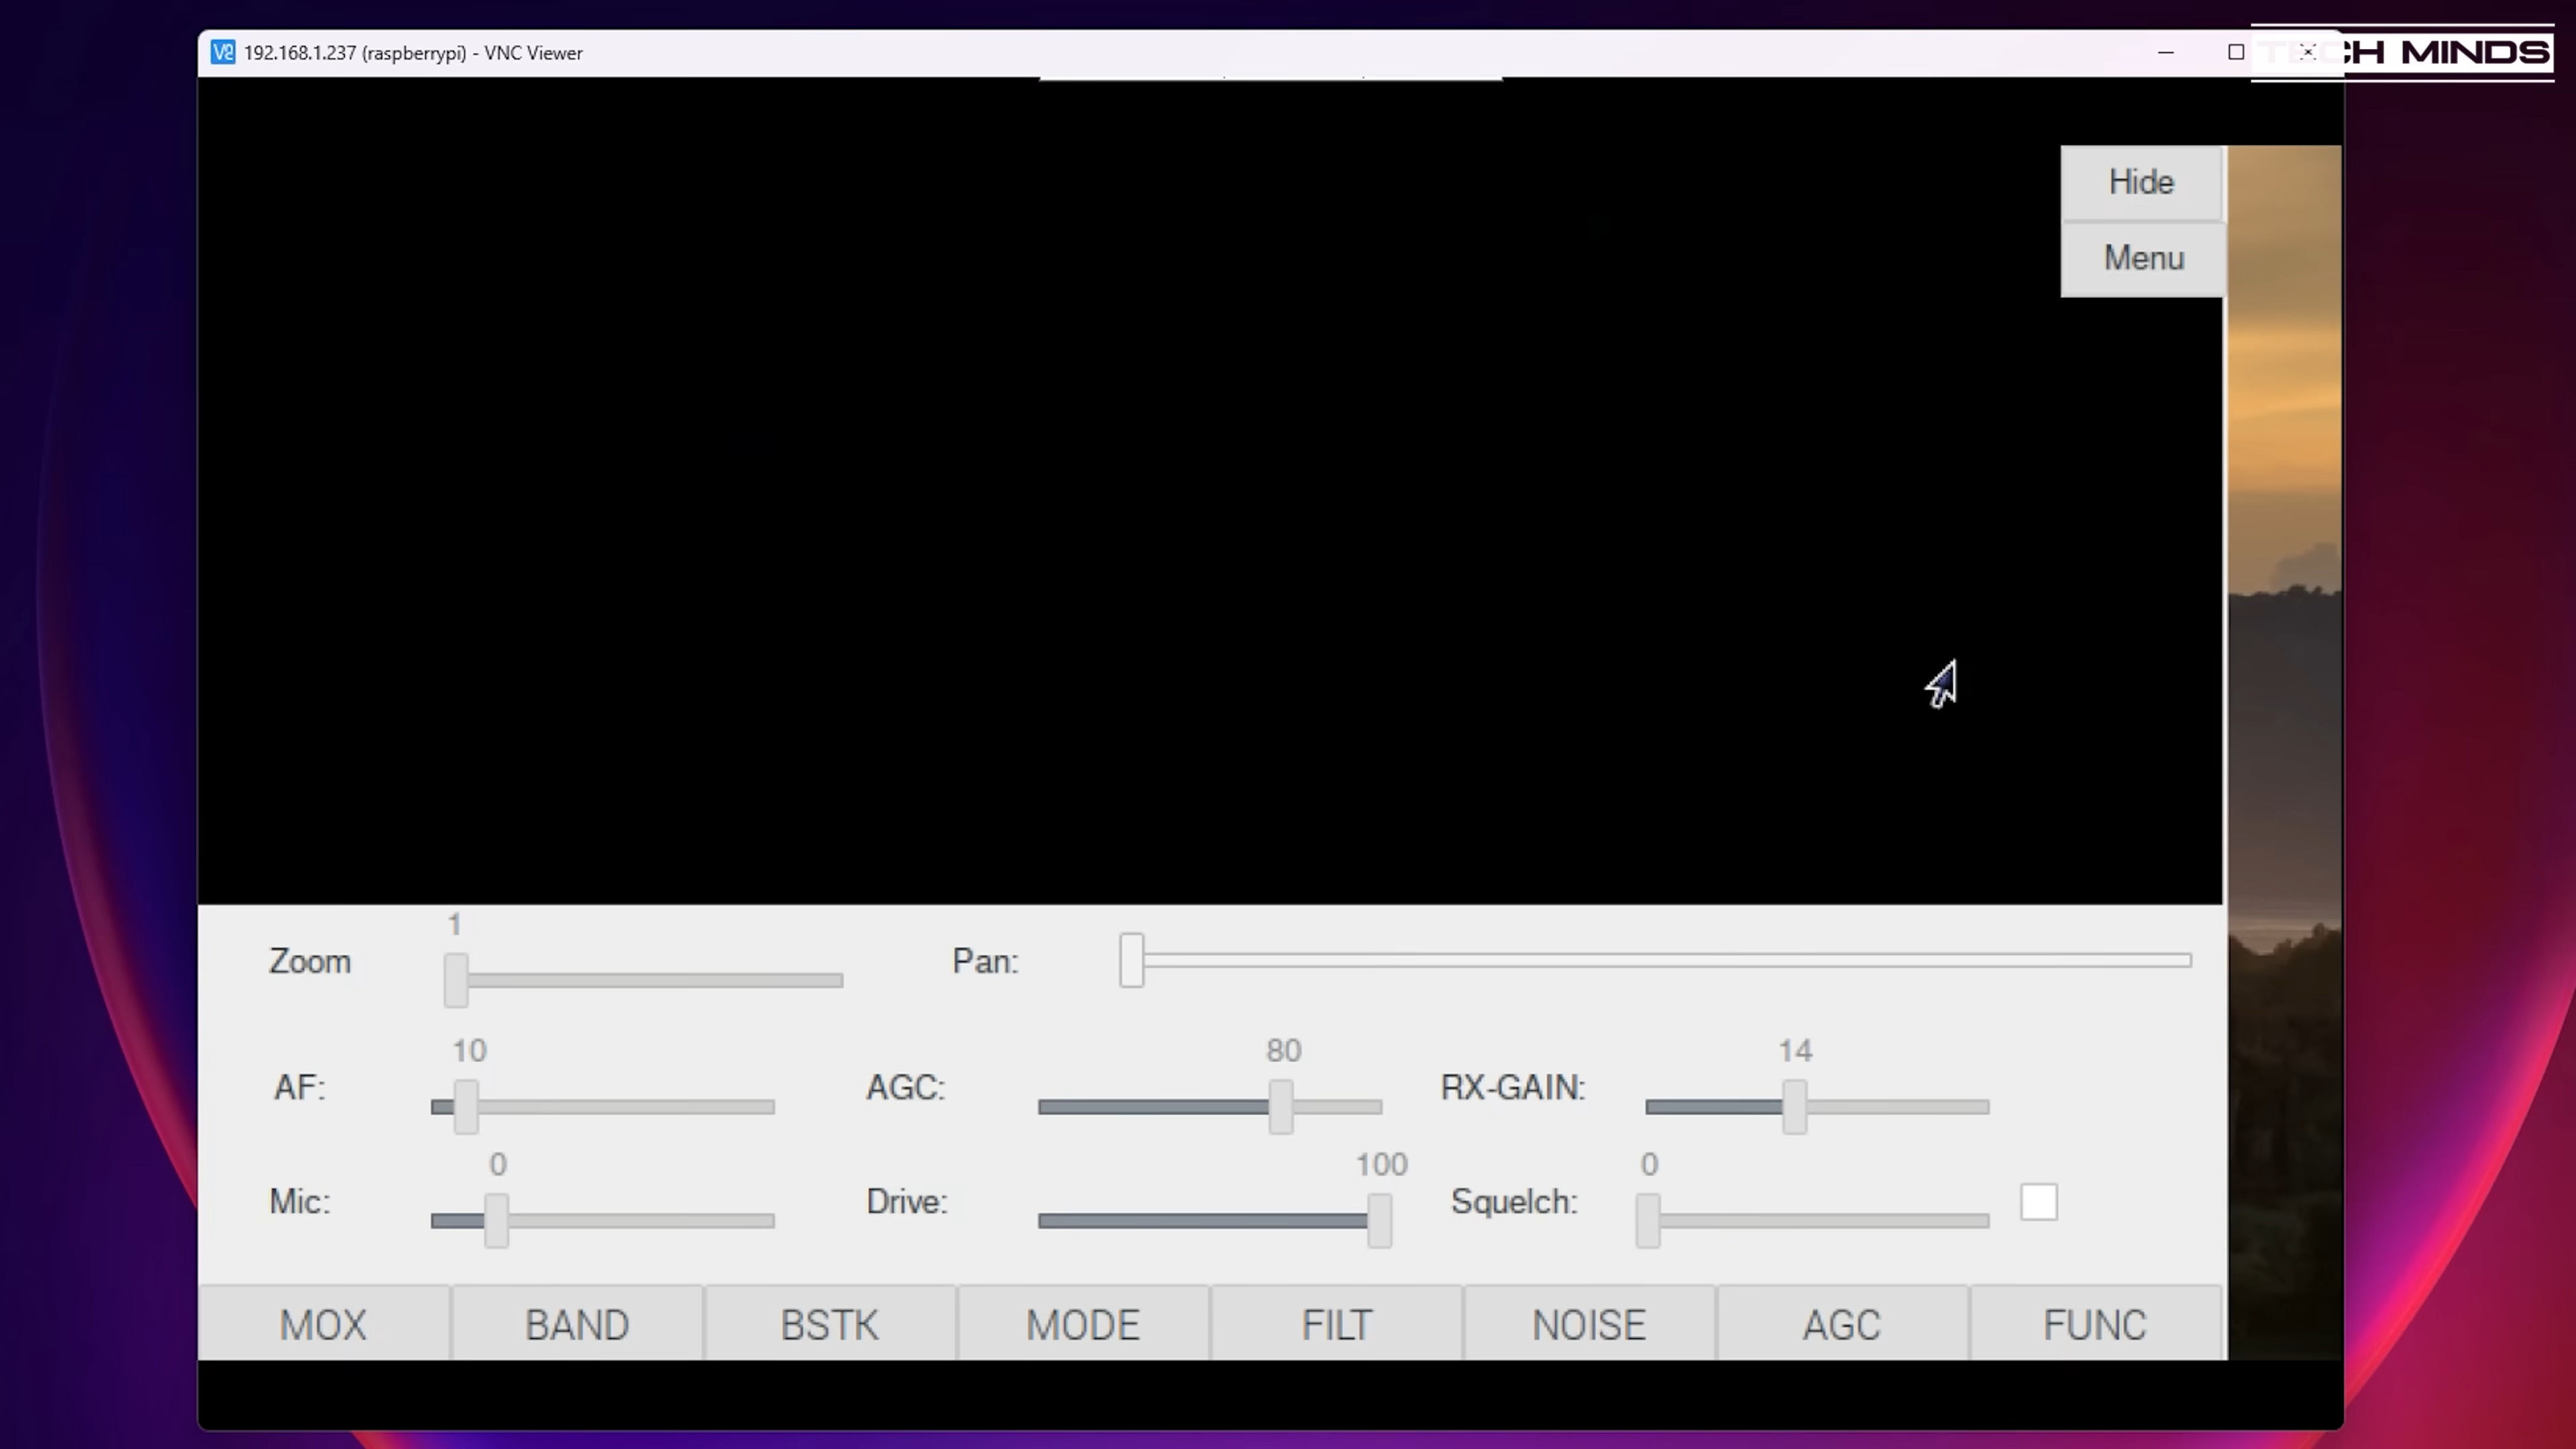 192.168.1.237 (raspberrypi) - VNC Viewer
CH MINDS
Hide
Menu
1
Zoom
Pan:
10
80
14
AF:
AGC:
RX-GAIN:
0
100
0
Mic:
Drive:
Squelch:
MOX
BAND
BSTK
MODE
FILT
NOISE
AGC
FUNC